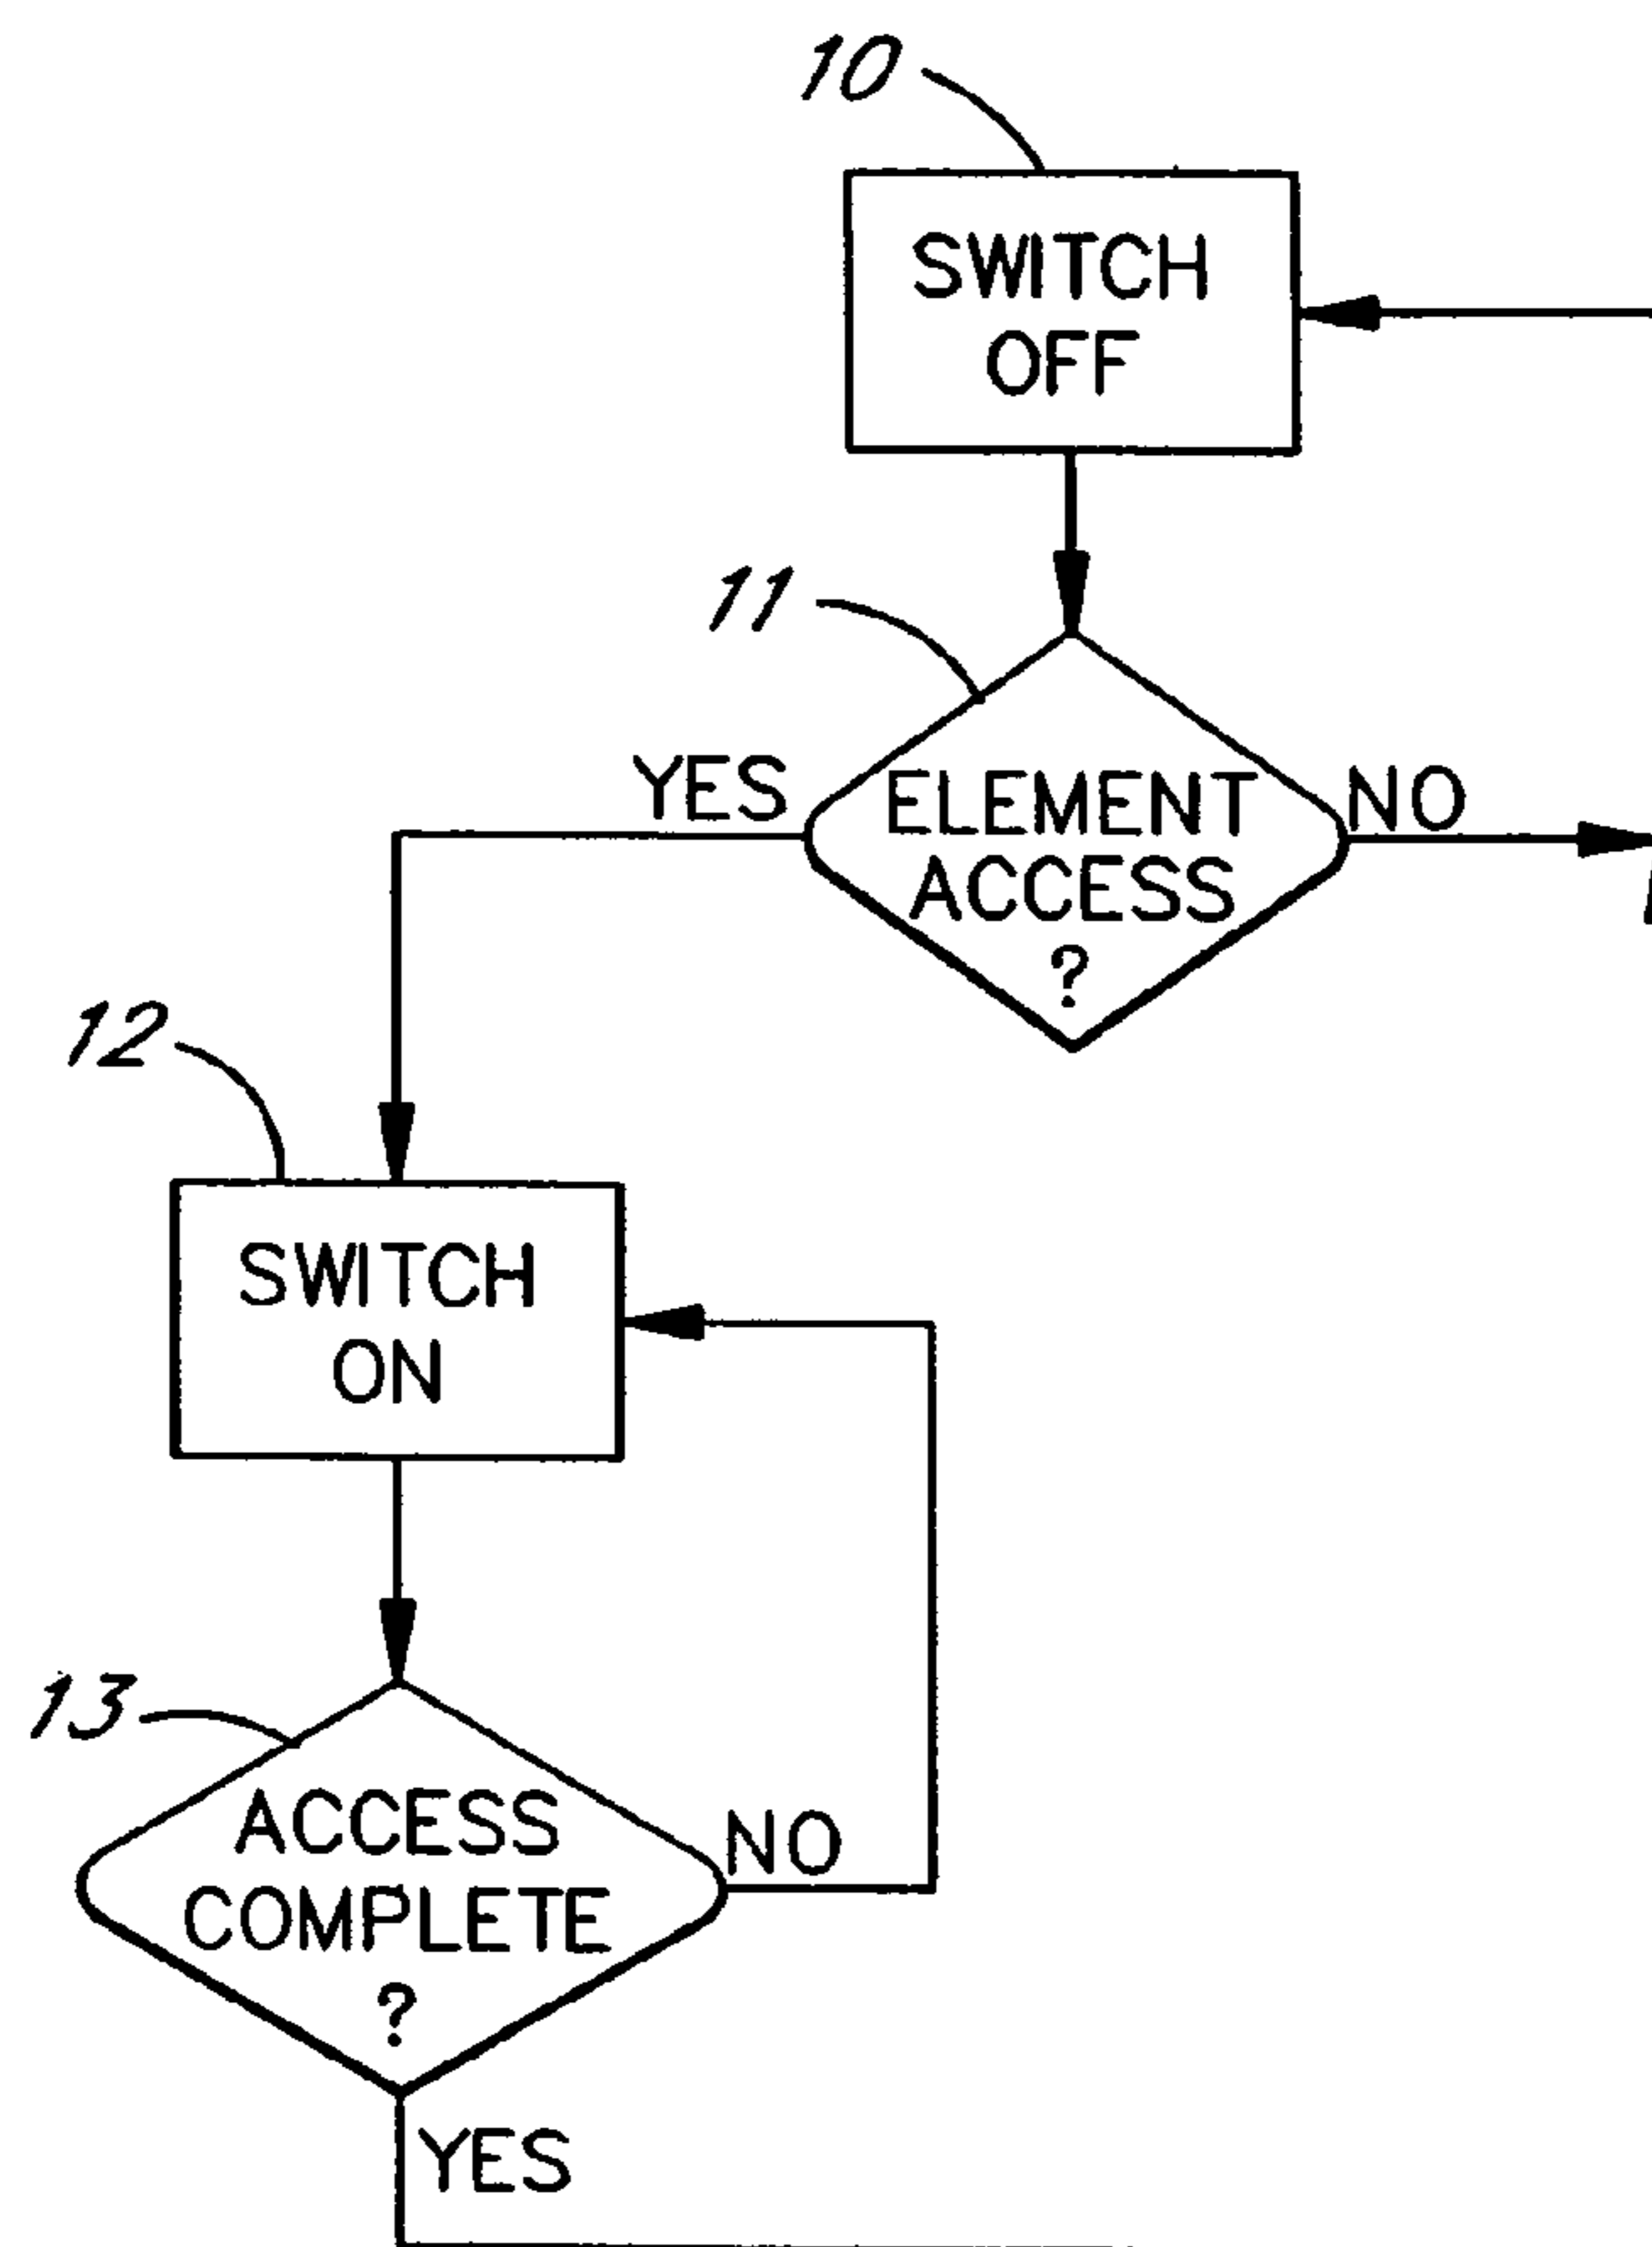 10
SWITCH
OFF
11
YES
ELEMENT
ACCESS
?
NO
12
SWITCH
ON
13
ACCESS
COMPLETE
?
NO
YES